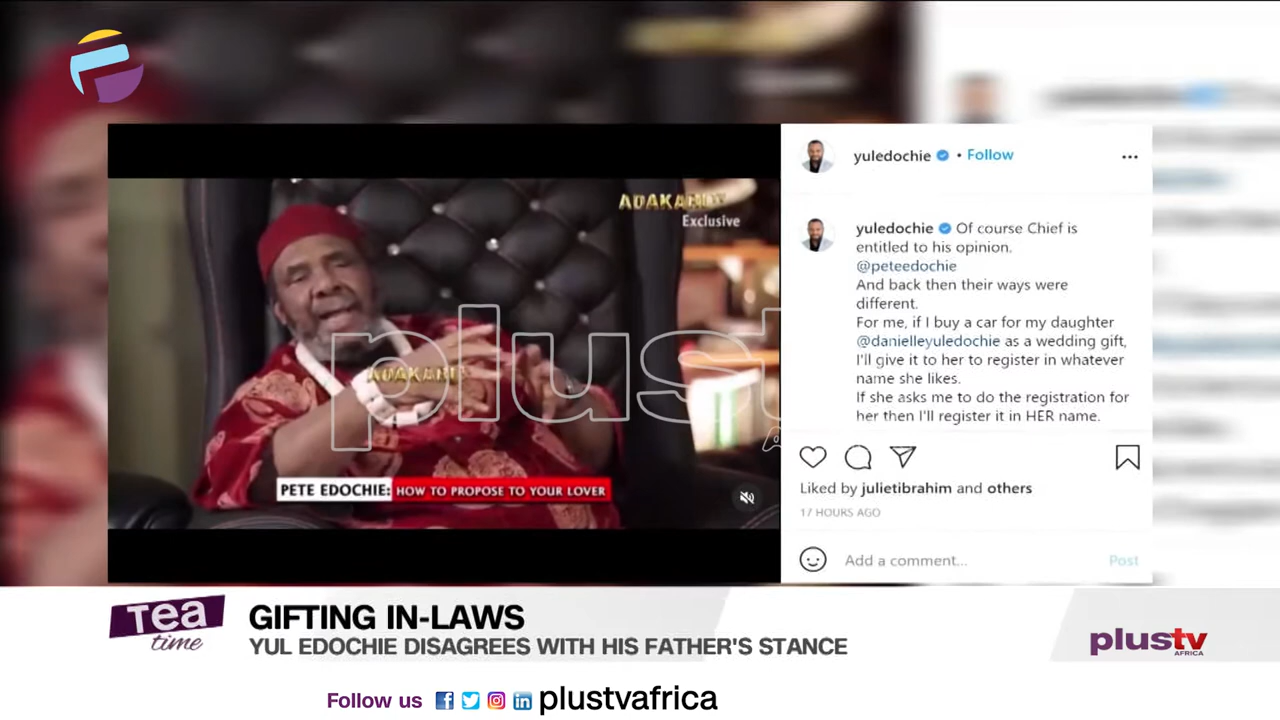 ADAKARIM
Exclusive
ADAKARI
plust
PETE EDOCHIE: HOW TO PROPOSE TO YOUR LOVER
yuledochie • Follow
yuledochie Of course Chief is
entitled to his opinion.
@peteedochie
And back then their ways were
different.
For me, if I buy a car for my daughter
@danielleyuledochie as a wedding gift,
I'll give it to her to register in whatever
name she likes.
If she asks me to do the registration for
her then I'll register it in HER name.
Liked by julietibrahim and others
17 HOURS AGO
Add a comment...
Post
Tea
time
GIFTING IN-LAWS
YUL EDOCHIE DISAGREES WITH HIS FATHER'S STANCE
plustv
AFRICA
Follow us plustvafrica